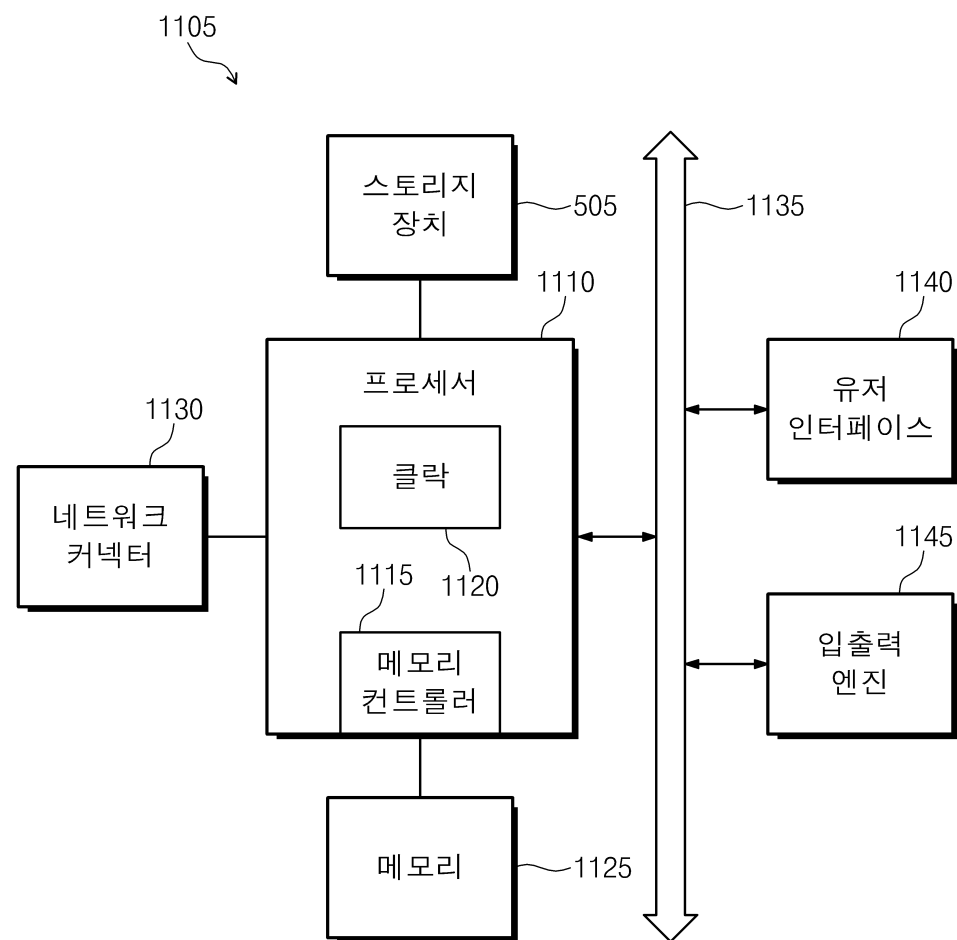 1105
스토리지
장치
505
1135
1110
1140
프로세서
유저
인터페이스
1130
클락
네트워크
커넥터
1120
1115
1145
메모리
컨트롤러
입출력
엔진
메모리
1125